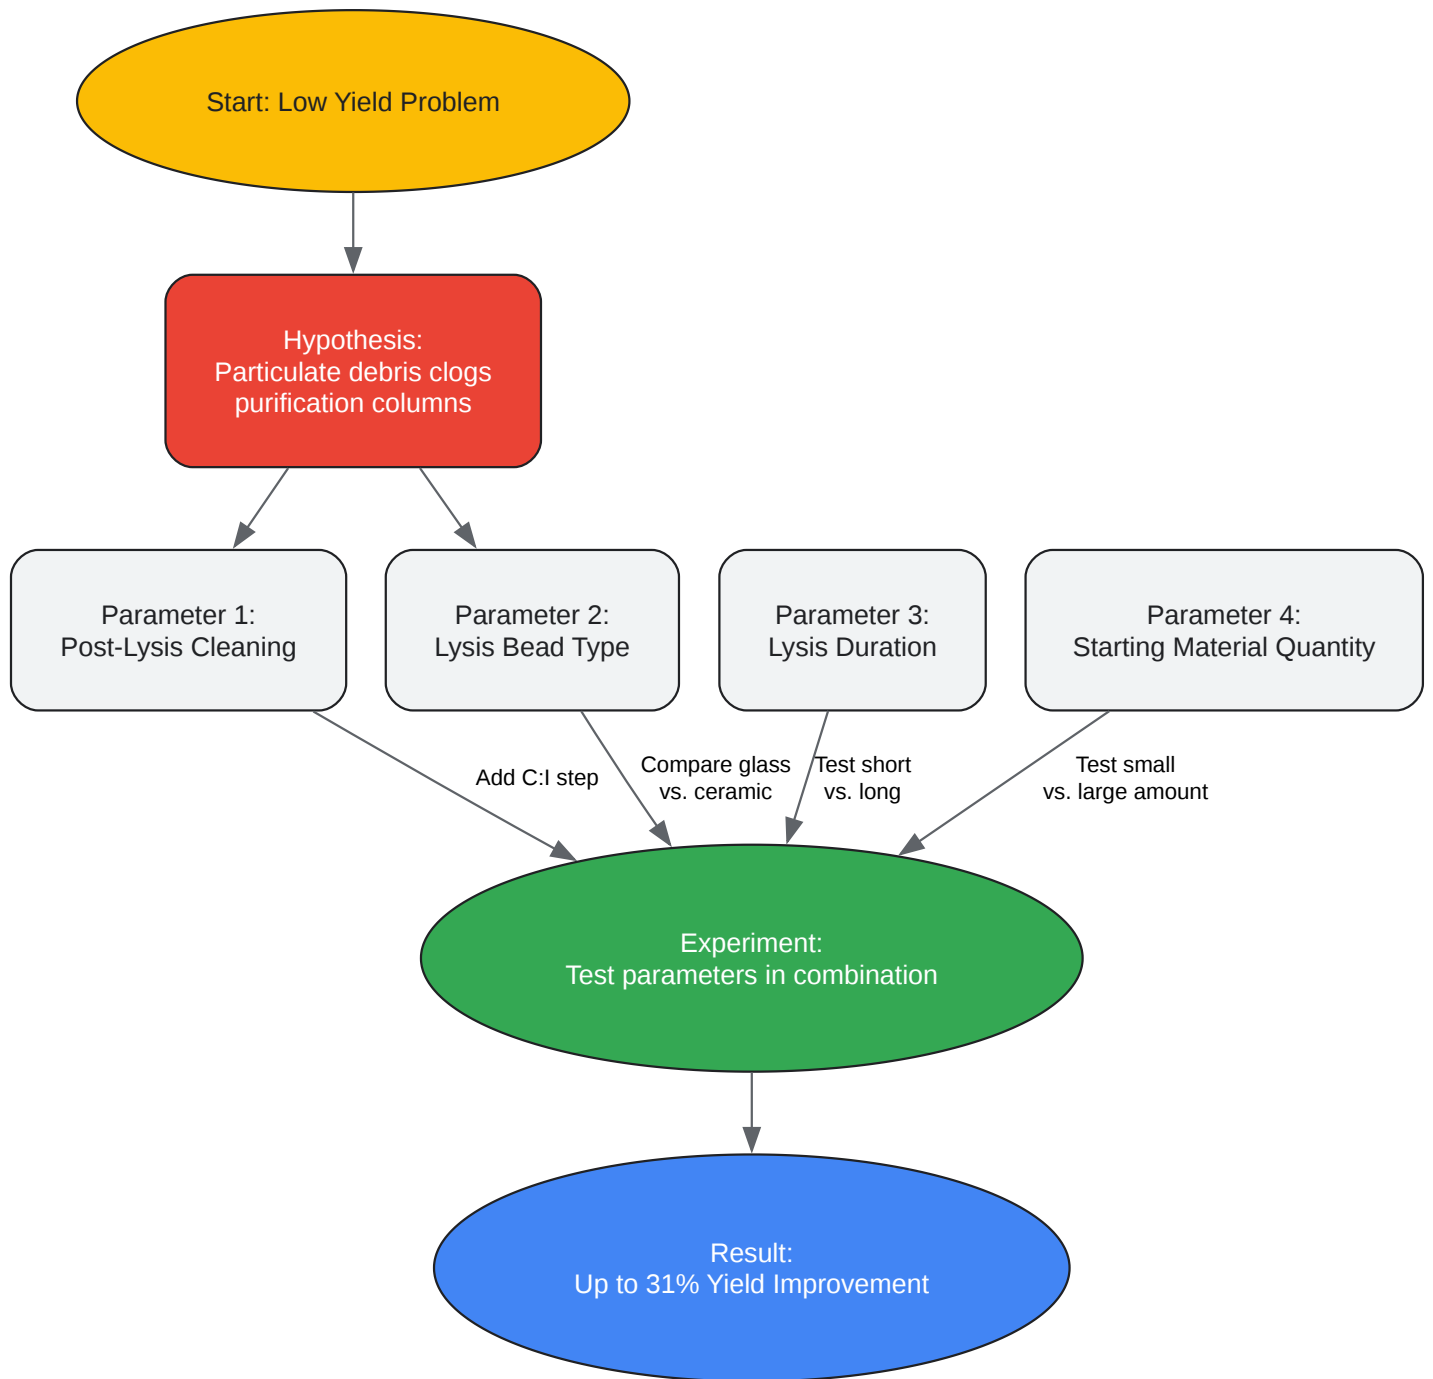 Start: Low Yield Problem
Hypothesis:
Particulate debris clogs
purification columns
Parameter 1:
Post-Lysis Cleaning
Parameter 2:
Lysis Bead Type
Parameter 3:
Lysis Duration
Parameter 4:
Starting Material Quantity
Add C:I step
Compare glass
vs. ceramic
Test short
vs. long
Test small
vs. large amount
Experiment:
Test parameters in combination
Result:
Up to 31% Yield Improvement